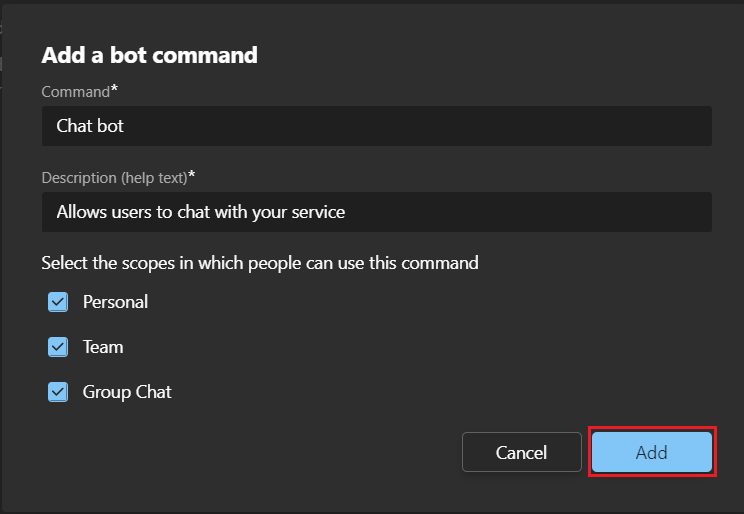 Add a bot command
Command*
Chat bot
Description (help text)*
Allows users to chat with your service
Select the scopes in which people can use this command
Personal
Team
Group Chat
Cancel
Add